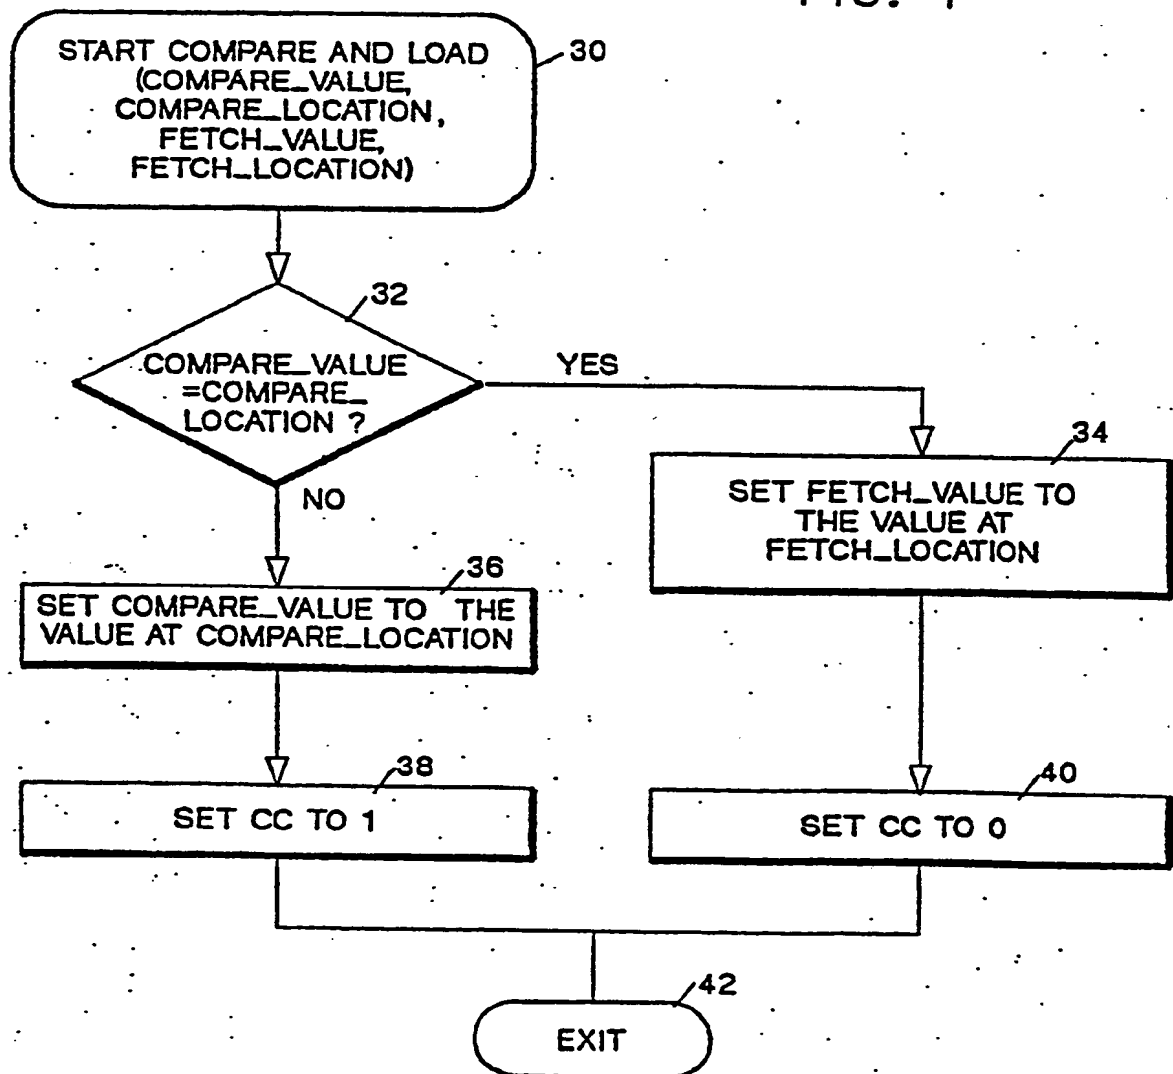 START COMPARE AND LOAD
(COMPARE_VALUE,
COMPARE_LOCATION,
FETCH_VALUE,
FETCH_LOCATION)
30
32
COMPARE_VALUE
=COMPARE_
LOCATION ?
YES
NO
34
SET FETCH_VALUE TO
THE VALUE AT
FETCH_LOCATION
36
SET COMPARE_VALUE TO THE
VALUE AT COMPARE_LOCATION
38
SET CC TO 1
40
SET CC TO 0
42
EXIT